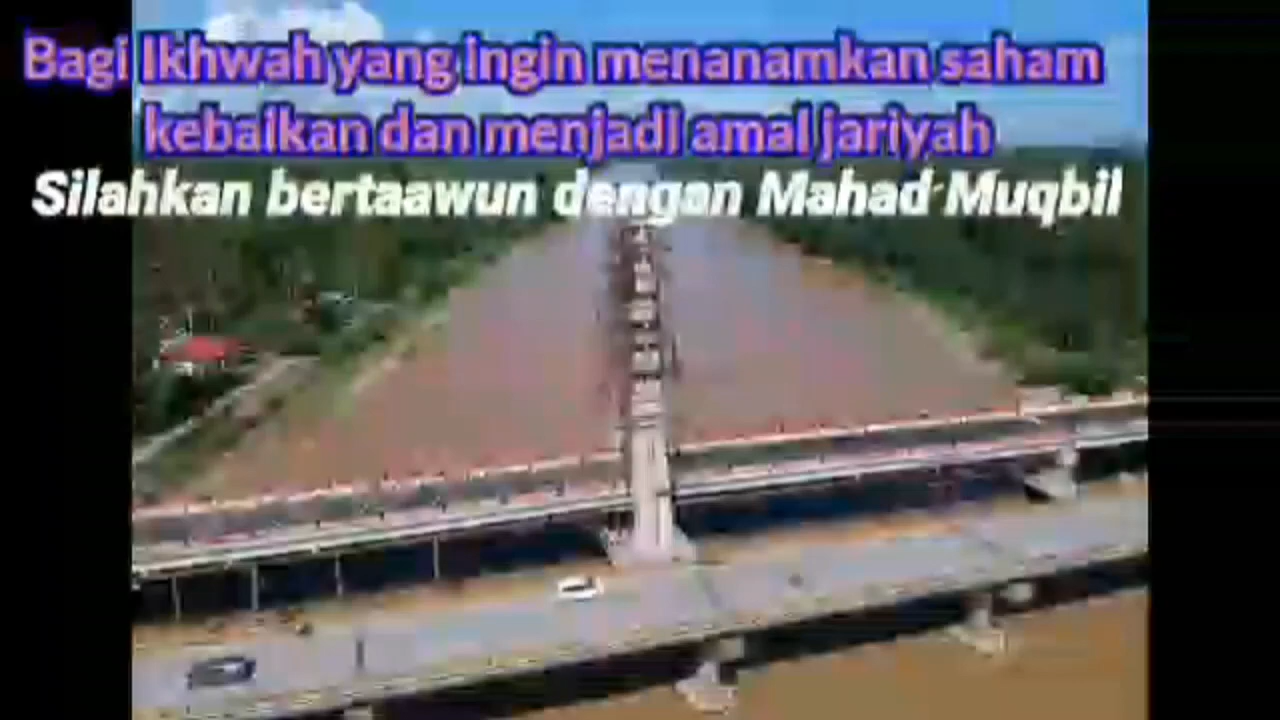 Bagi Ikhwah yang ingin menanamkan saham
kebaikan dan menjadi amal jariyah
Silahkan bertaawun dengan Mahad Muqbil